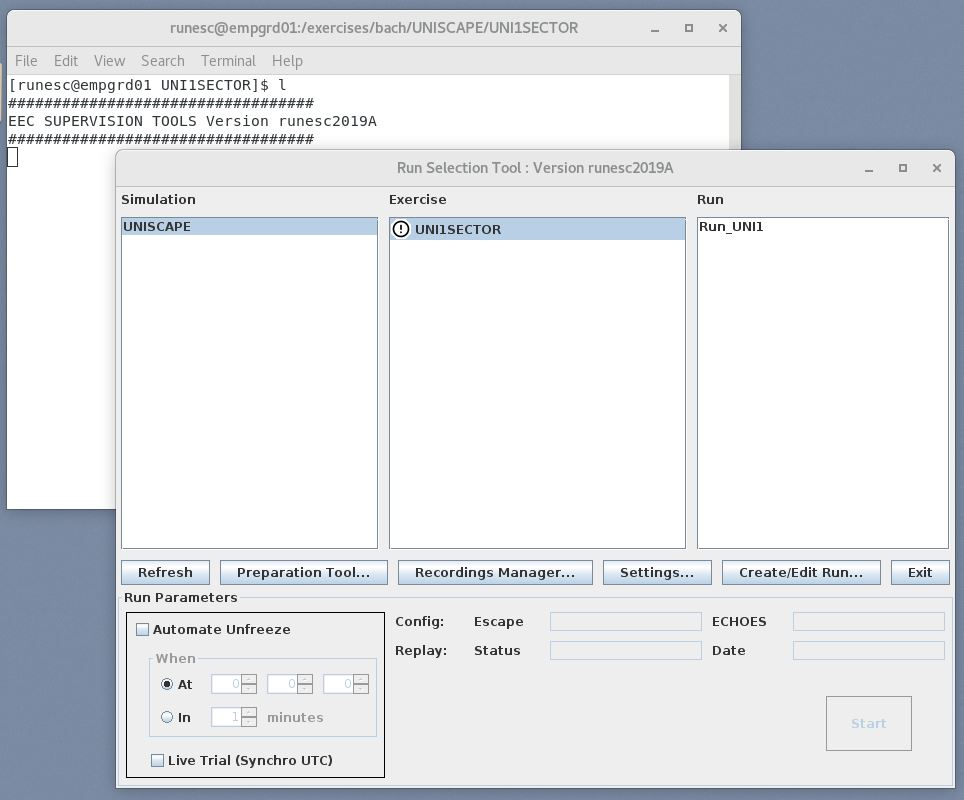 runesc@empgrd01:/exercises/bach/UNISCAPE/UNI1SECTOR
File Edit View Search Terminal Help
[runesc@empgrd01 UNI1SECTOR]$ l
##################################
EEC SUPERVISION TOOLS Version runesc2019A
##################################
Run Selection Tool : Version runesc2019A
Simulation Exercise Run
UNISCAPE UNI1SECTOR Run_UNI1
Refresh Preparation Tool... Recordings Manager... Settings... Create/Edit Run... Exit
Run Parameters
Automate Unfreeze
When
At 0 0 0
In 1 minutes
Live Trial (Synchro UTC)
Config: Escape ECHOES
Replay: Status Date
Start